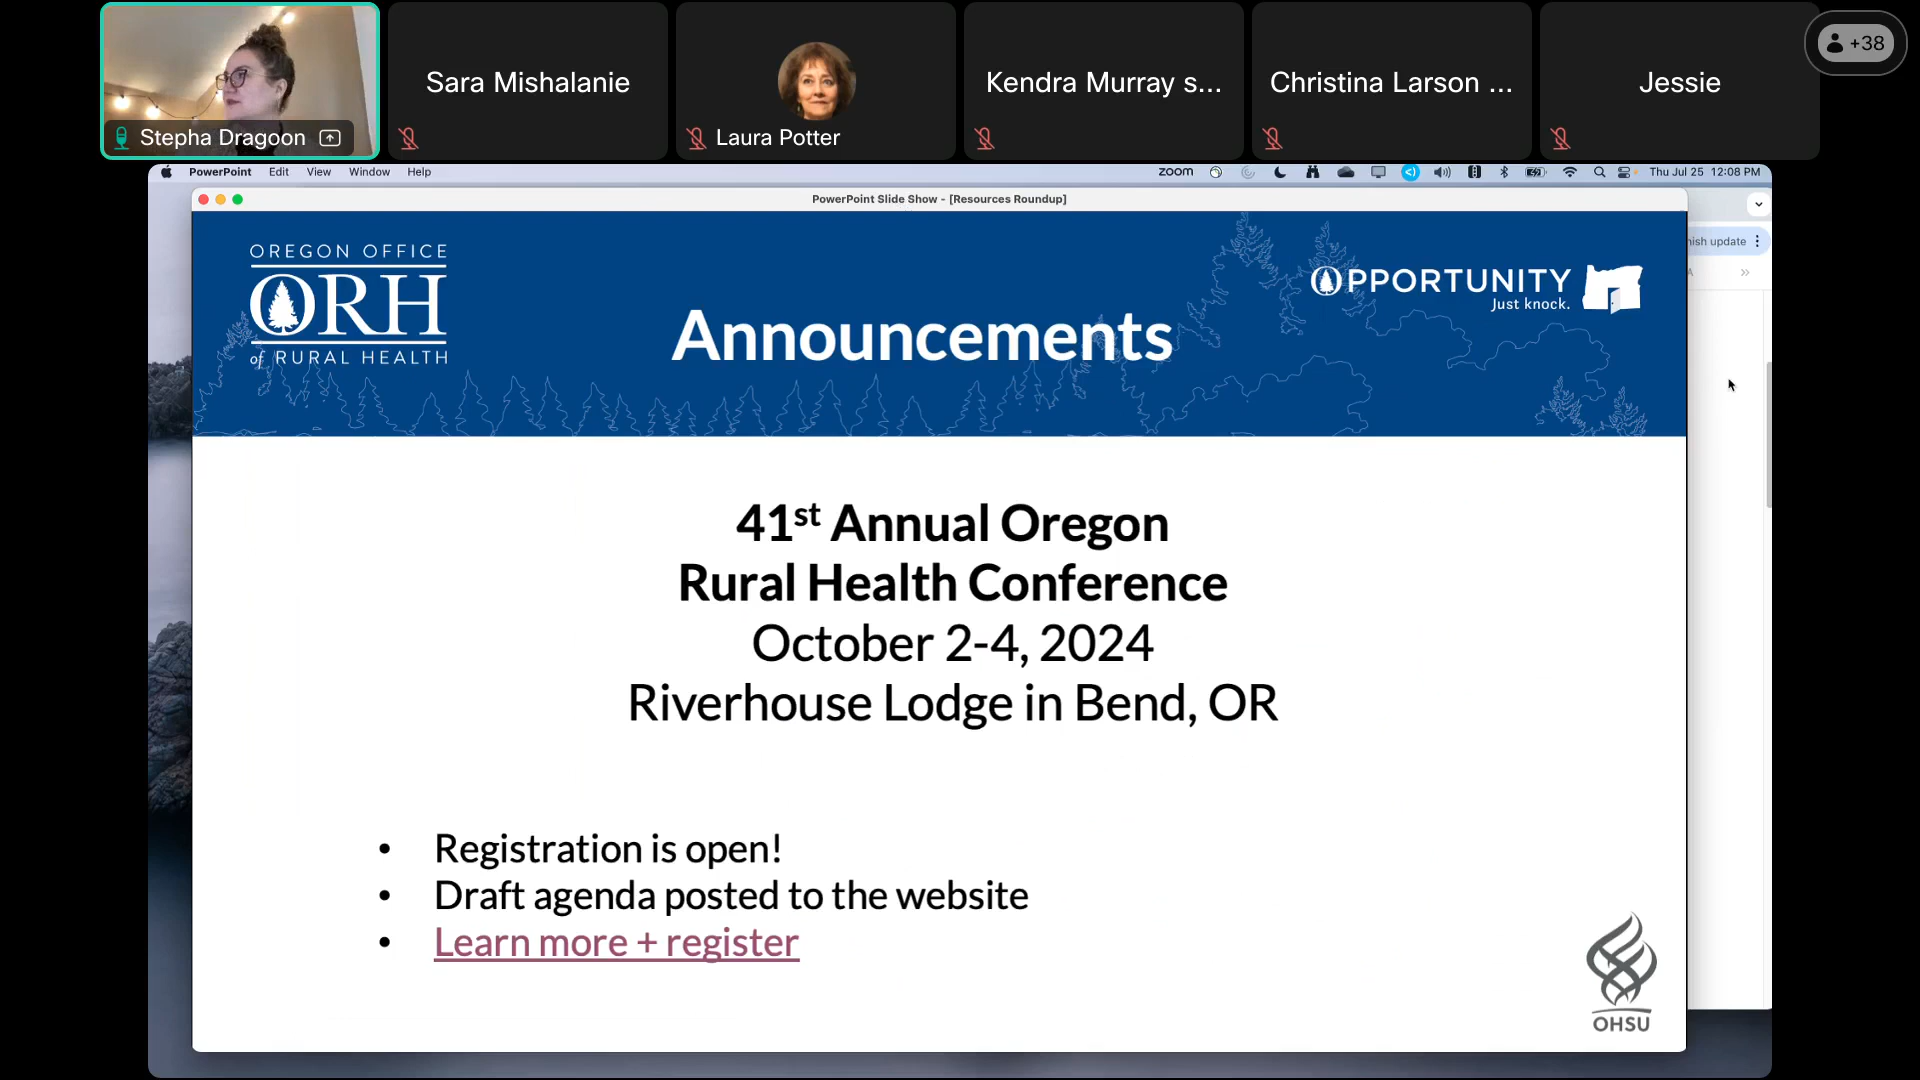 Stepha Dragoon
Sara Mishalanie
Laura Potter
Kendra Murray s...
Christina Larson ...
Jessie
+38
PowerPoint Edit View Window Help
zoom
Thu Jul 25 12:08 PM
PowerPoint Slide Show - [Resources Roundup]
nish update
OREGON OFFICE
ORH
of RURAL HEALTH
Announcements
OPPORTUNITY
Just knock.
41st Annual Oregon
Rural Health Conference
October 2-4, 2024
Riverhouse Lodge in Bend, OR
• Registration is open!
• Draft agenda posted to the website
• Learn more + register
OHSU